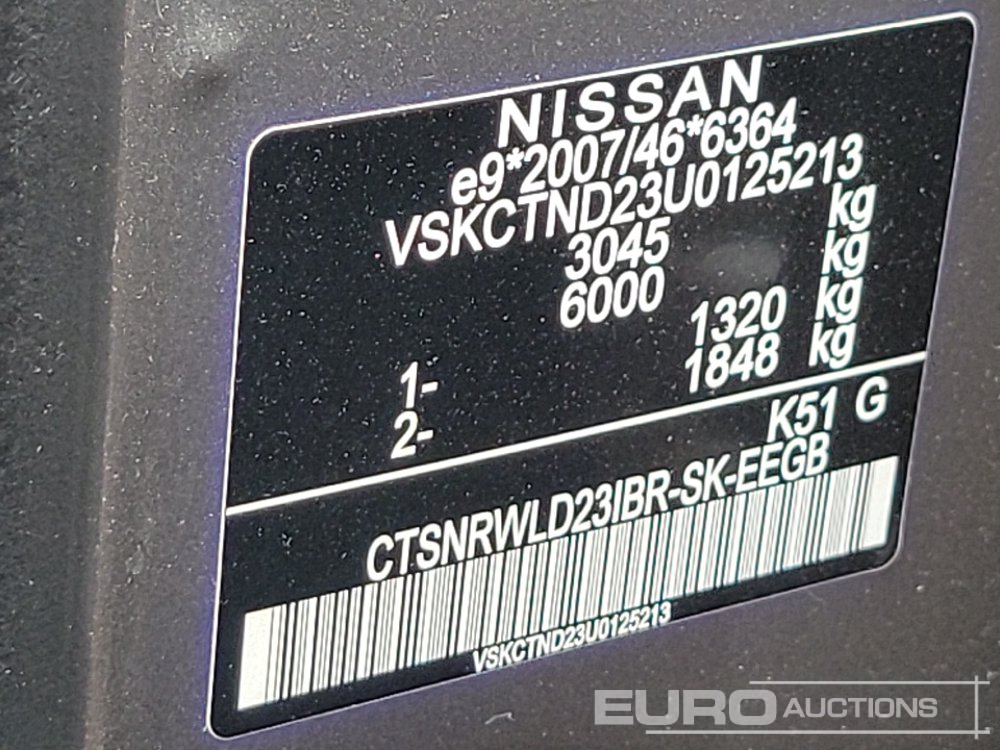 NISSAN
e9*2007/46*6364
VSKCTND23U0125213
3045 kg
6000 kg
1- 1320 kg
2- 1848 kg
K51 G
CTSNRWLD23IBR-SK-EEGB
VSKCTND23U0125213
EURO AUCTIONS